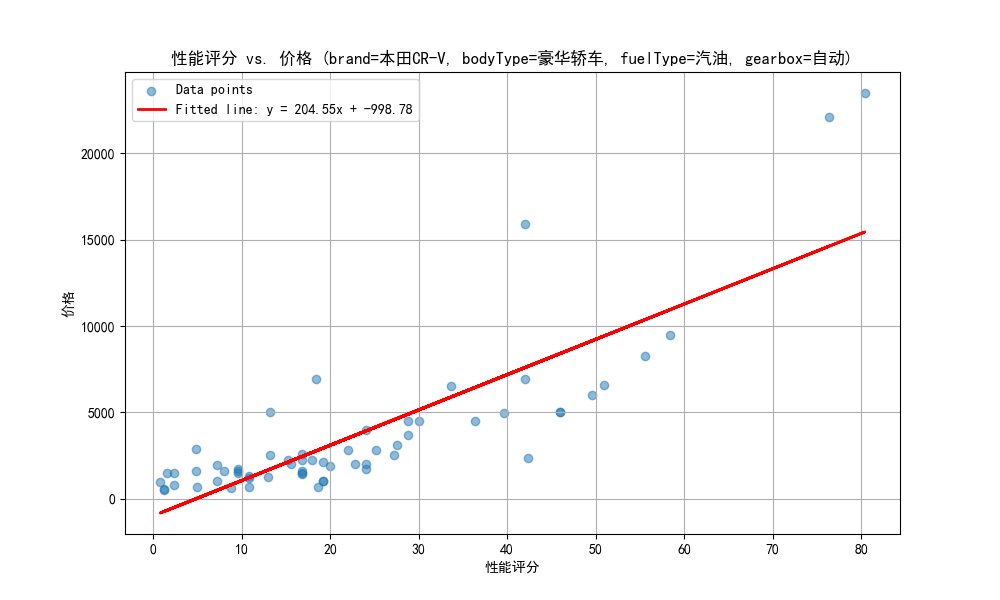 性能评分 vs. 价格 (brand=本田CR-V, bodyType=豪华轿车, fuelType=汽油, gearbox=自动)
Data points
Fitted line: y = 204.55x + -998.78
20000
15000
10000
5000
0
价格
0 10 20 30 40 50 60 70 80
性能评分